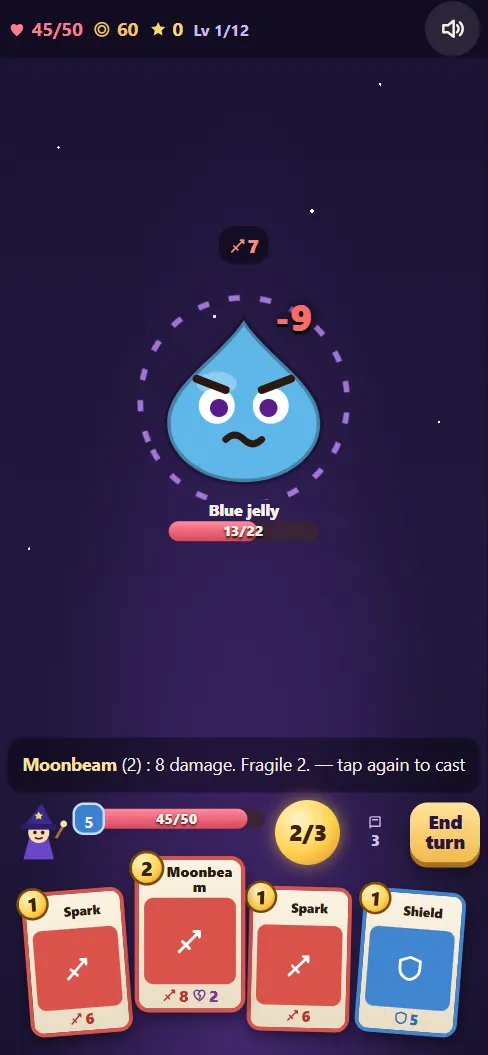 45/50 60 0 Lv 1/12
7
-9
Blue jelly
13/22
Moonbeam (2) : 8 damage. Fragile 2. — tap again to cast
5
45/50
2/3
3
End
turn
1
Spark
6
2
Moonbea
m
8 2
1
Spark
6
1
Shield
5